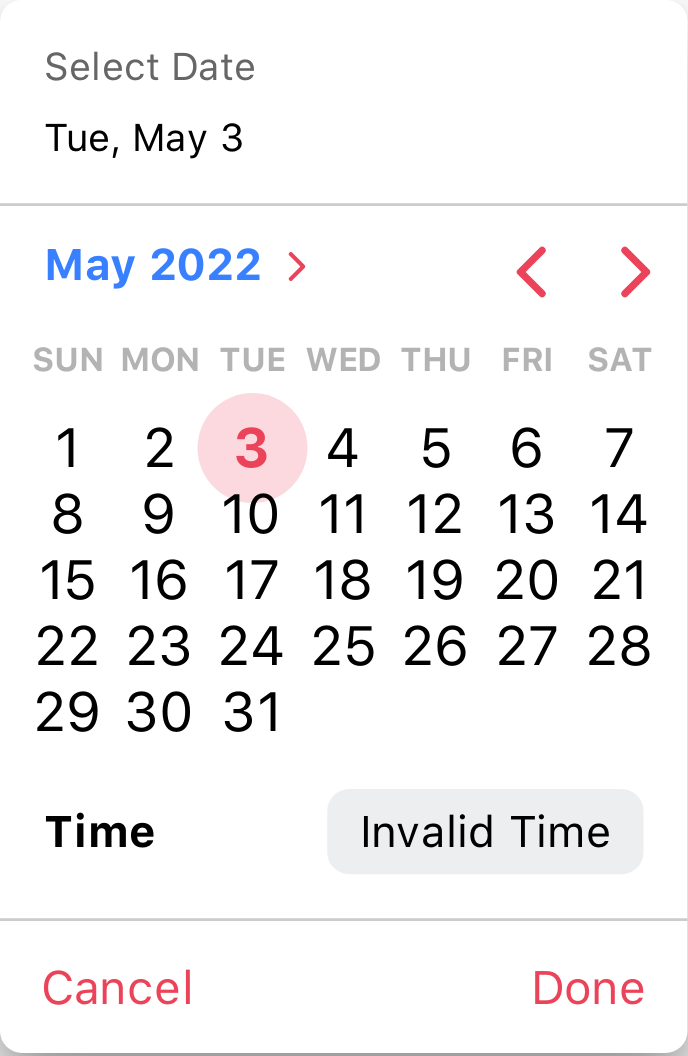 Select Date
Tue, May 3
May 2022
SUN MON TUE WED THU FRI SAT
1 2 3 4 5 6 7
8 9 10 11 12 13 14
15 16 17 18 19 20 21
22 23 24 25 26 27 28
29 30 31
Time Invalid Time
Cancel Done